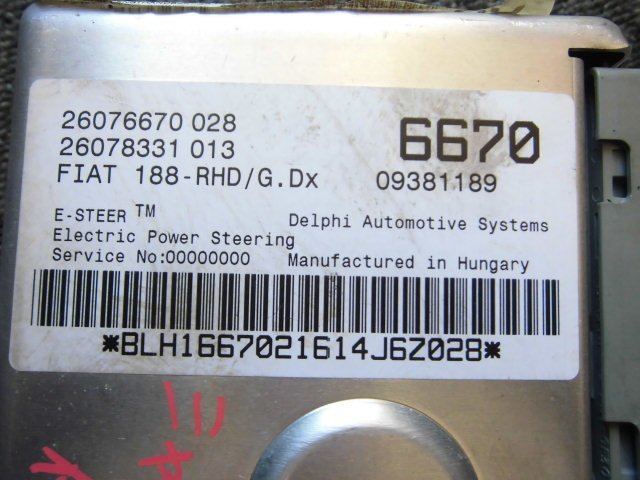 26076670 028
6670
26078331 013
FIAT 188-RHD/G.Dx
09381189
E-STEER TM
Delphi Automotive Systems
Electric Power Steering
Service No:00000000
Manufactured in Hungary
*BLH1667021614J6Z028*